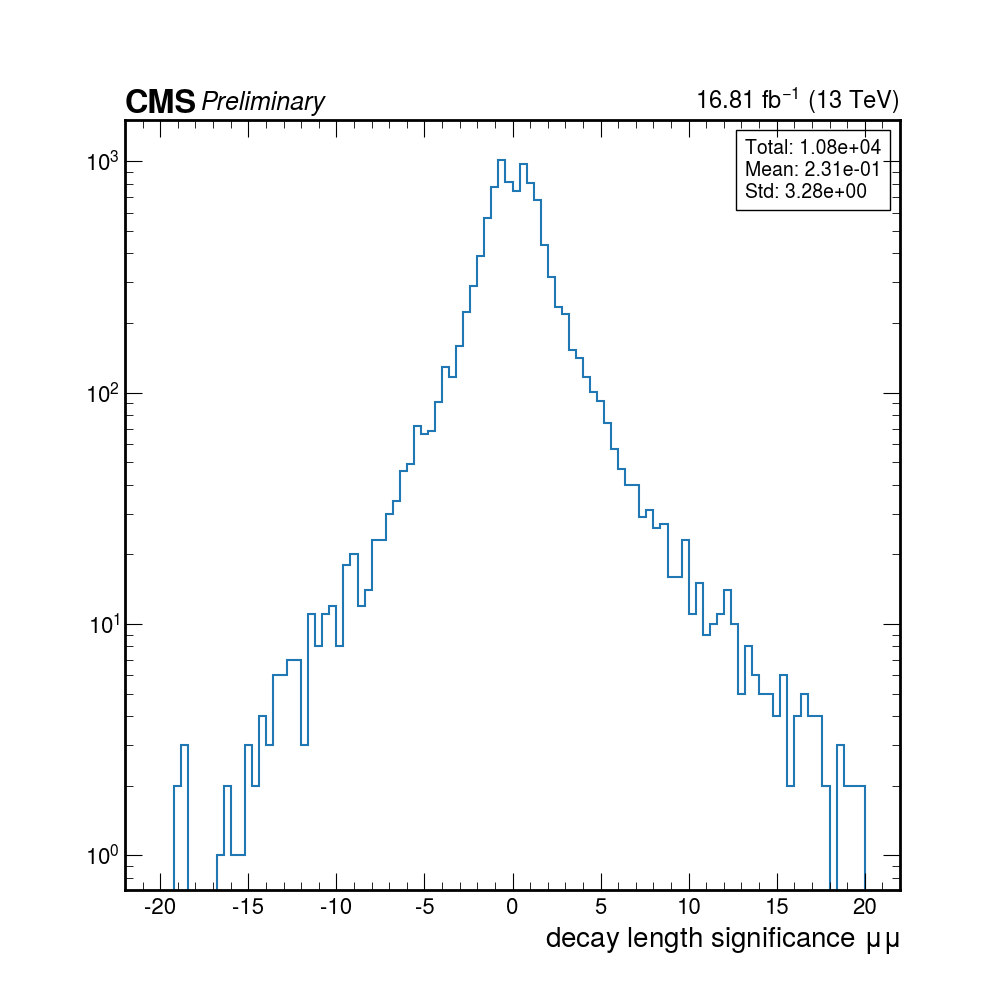 CMS Preliminary
16.81 fb⁻¹ (13 TeV)
Total: 1.08e+04
Mean: 2.31e-01
Std: 3.28e+00
10³
10²
10¹
10⁰
-20 -15 -10 -5 0 5 10 15 20
decay length significance μμ